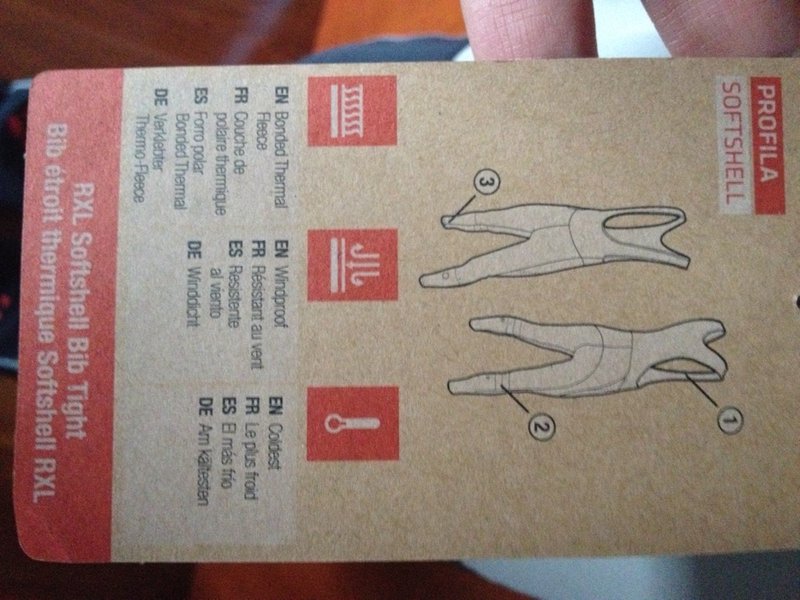 PROFILA
SOFTSHELL
1
2
3
EN Bonded Thermal
Fleece
FR Couche de
polaire thermique
ES Forro polar
Bonded Thermal
DE Verklebter
Thermo-Fleece
EN Windproof
FR Résistant au vent
ES Resistente
al viento
DE Winddicht
EN Coldest
FR Le plus froid
ES El más frío
DE Am kältesten
RXL Softshell Bib Tight
Bib étroit thermique Softshell RXL